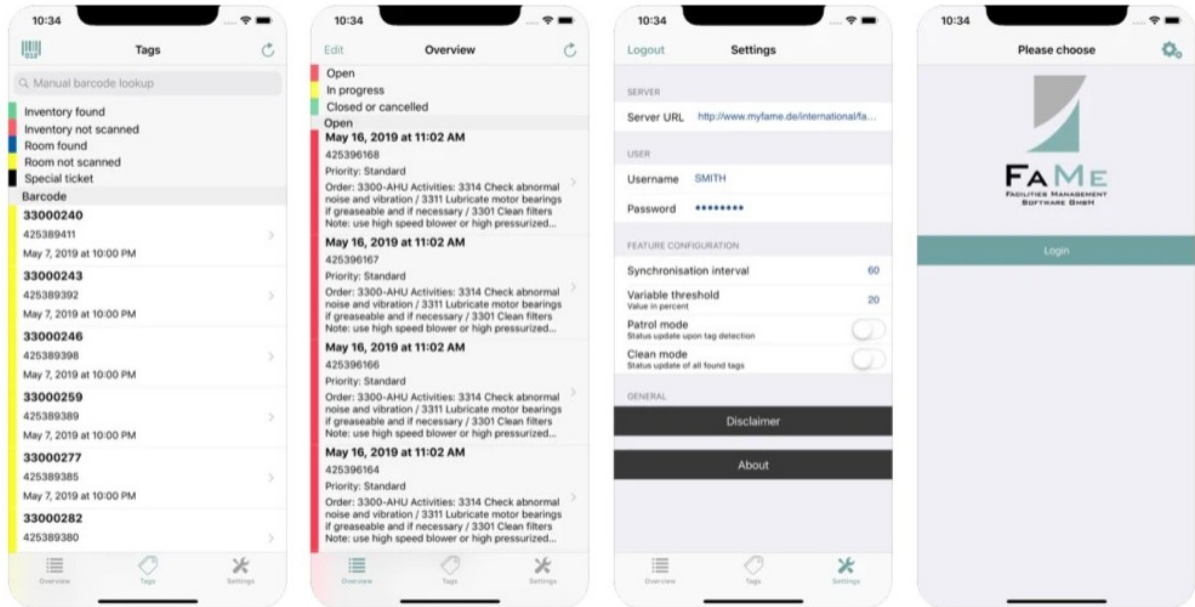 10:34
Tags
Manual barcode lookup
Inventory found
Inventory not scanned
Room found
Room not scanned
Special ticket
Barcode
33000240
425389411
May 7, 2019 at 10:00 PM
33000243
425389392
May 7, 2019 at 10:00 PM
33000246
425389398
May 7, 2019 at 10:00 PM
33000259
425389389
May 7, 2019 at 10:00 PM
33000277
425389385
May 7, 2019 at 10:00 PM
33000282
425389380
Overview
Tags
Settings
10:34
Edit
Overview
Open
In progress
Closed or cancelled
Open
May 16, 2019 at 11:02 AM
425396168
Priority: Standard
Order: 3300-AHU Activities: 3314 Check abnormal
noise and vibration / 3311 Lubricate motor bearings
if greaseable and if necessary / 3301 Clean filters
Note: use high speed blower or high pressurized...
May 16, 2019 at 11:02 AM
425396167
Priority: Standard
Order: 3300-AHU Activities: 3314 Check abnormal
noise and vibration / 3311 Lubricate motor bearings
if greaseable and if necessary / 3301 Clean filters
Note: use high speed blower or high pressurized...
May 16, 2019 at 11:02 AM
425396166
Priority: Standard
Order: 3300-AHU Activities: 3314 Check abnormal
noise and vibration / 3311 Lubricate motor bearings
if greaseable and if necessary / 3301 Clean filters
Note: use high speed blower or high pressurized...
May 16, 2019 at 11:02 AM
425396164
Priority: Standard
Order: 3300-AHU Activities: 3314 Check abnormal
noise and vibration / 3311 Lubricate motor bearings
if greaseable and if necessary / 3301 Clean filters
Note: use high speed blower or high pressurized...
Overview
Tags
Settings
10:34
Logout
Settings
SERVER
Server URL http://www.myfame.de/international/fa...
USER
Username SMITH
Password ••••••••
FEATURE CONFIGURATION
Synchronisation interval 60
Variable threshold 20
Value in percent
Patrol mode
Status update upon tag detection
Clean mode
Status update of all found tags
GENERAL
Disclaimer
About
Overview
Tags
Settings
10:34
Please choose
FAME
FACILITIES MANAGEMENT
SOFTWARE GMBH
Login